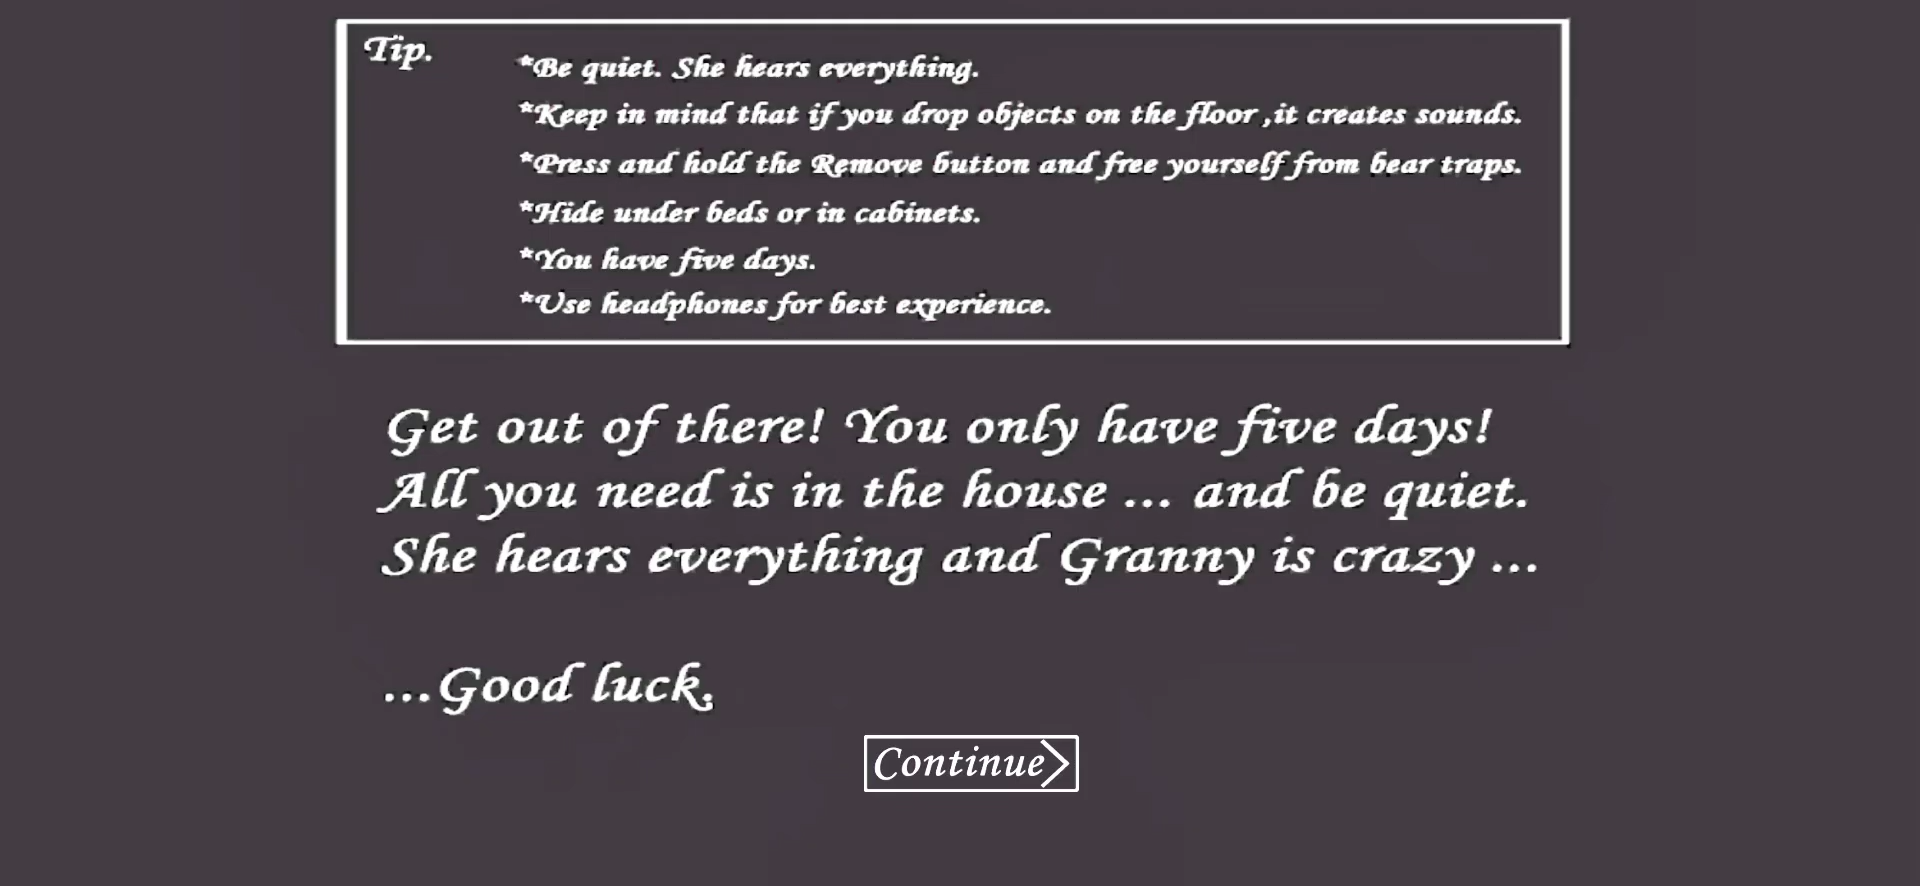 Tip.
*Be quiet. She hears everything.
*Keep in mind that if you drop objects on the floor ,it creates sounds.
*Press and hold the Remove button and free yourself from bear traps.
*Hide under beds or in cabinets.
*You have five days.
*Use headphones for best experience.
Get out of there! You only have five days!
All you need is in the house ... and be quiet.
She hears everything and Granny is crazy ...
...Good luck.
Continue>